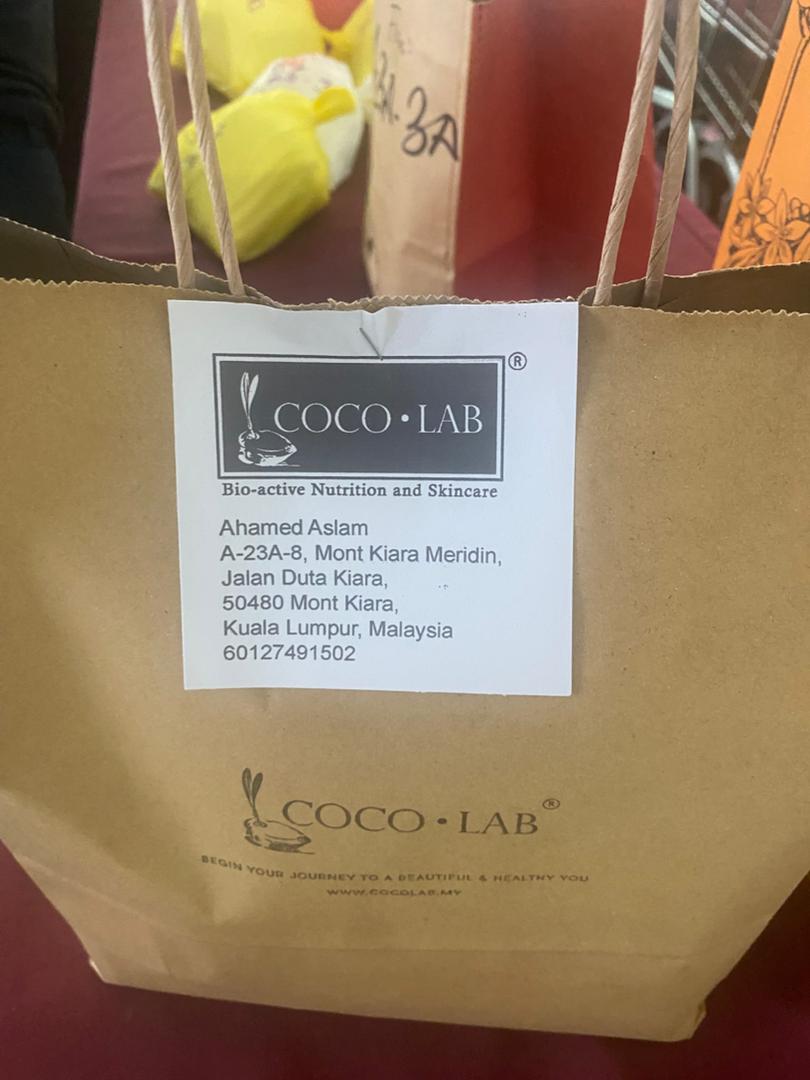 3A
COCO • LAB ®
Bio-active Nutrition and Skincare
Ahamed Aslam
A-23A-8, Mont Kiara Meridin,
Jalan Duta Kiara,
50480 Mont Kiara,
Kuala Lumpur, Malaysia
60127491502
COCO • LAB ®
BEGIN YOUR JOURNEY TO A BEAUTIFUL & HEALTHY YOU
WWW.COCOLAB.MY